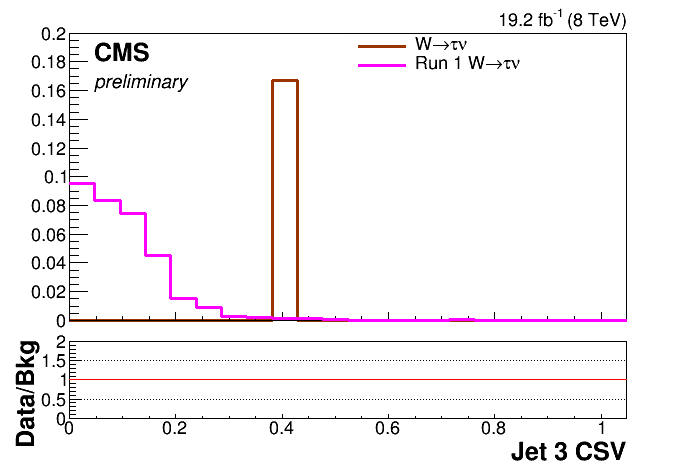 19.2 fb-1 (8 TeV)
CMS
preliminary
W→τν
Run 1 W→τν
0.2
0.18
0.16
0.14
0.12
0.1
0.08
0.06
0.04
0.02
0
2
1.5
1
0.5
0
Data/Bkg
0 0.2 0.4 0.6 0.8 1
Jet 3 CSV